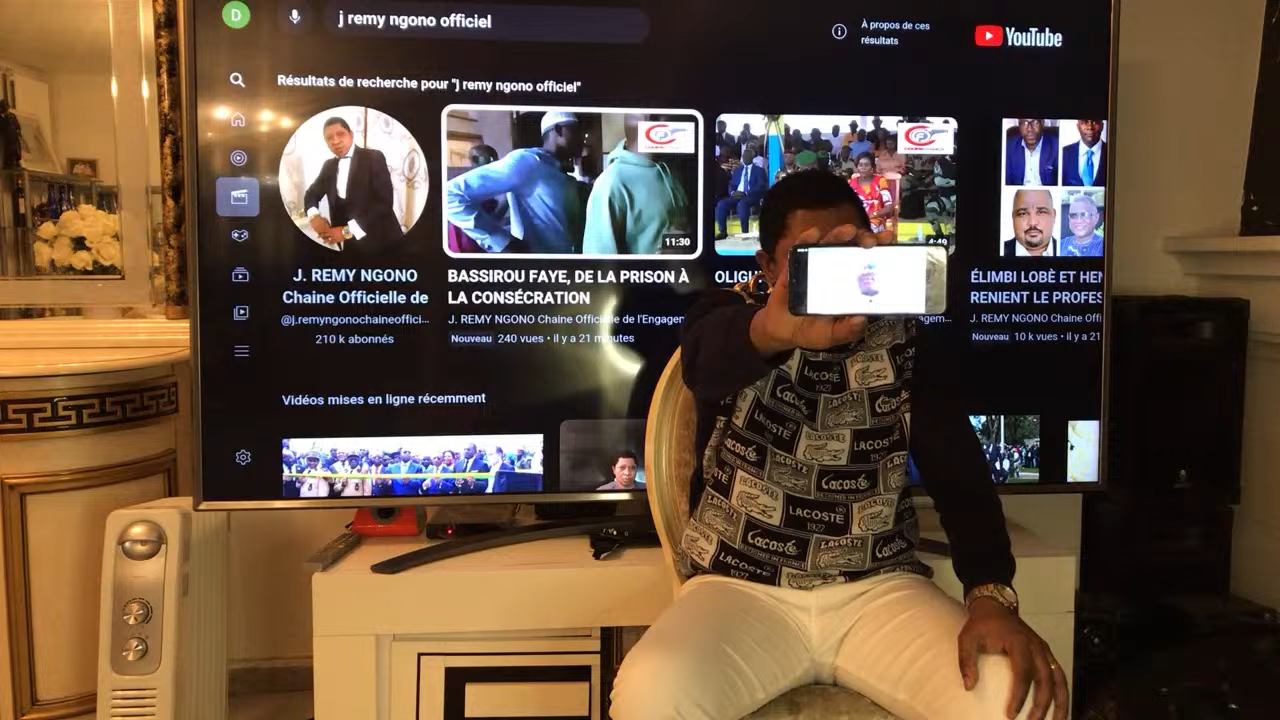 D
j remy ngono officiel
À propos de ces
résultats
YouTube
Résultats de recherche pour "j remy ngono officiel"
11:30
4:49
J. REMY NGONO
Chaine Officielle de
@j.remyngonochaineoffici...
210 k abonnés
BASSIROU FAYE, DE LA PRISON À
LA CONSÉCRATION
J. REMY NGONO Chaine Officielle de l'Engagem
Nouveau 240 vues • il y a 21 minutes
OLIGU
agem...
ÉLIMBI LOBÈ ET HEN
RENIENT LE PROFES
J. REMY NGONO Chaine Offi
Nouveau 10 k vues • il y a 21
Vidéos mises en ligne récemment
LACOSTE
1927
Lacoste
LACOSTE
LACOSTE
Lacoste
LACOSTE
1927
Lacoste
LACOSTE
1927